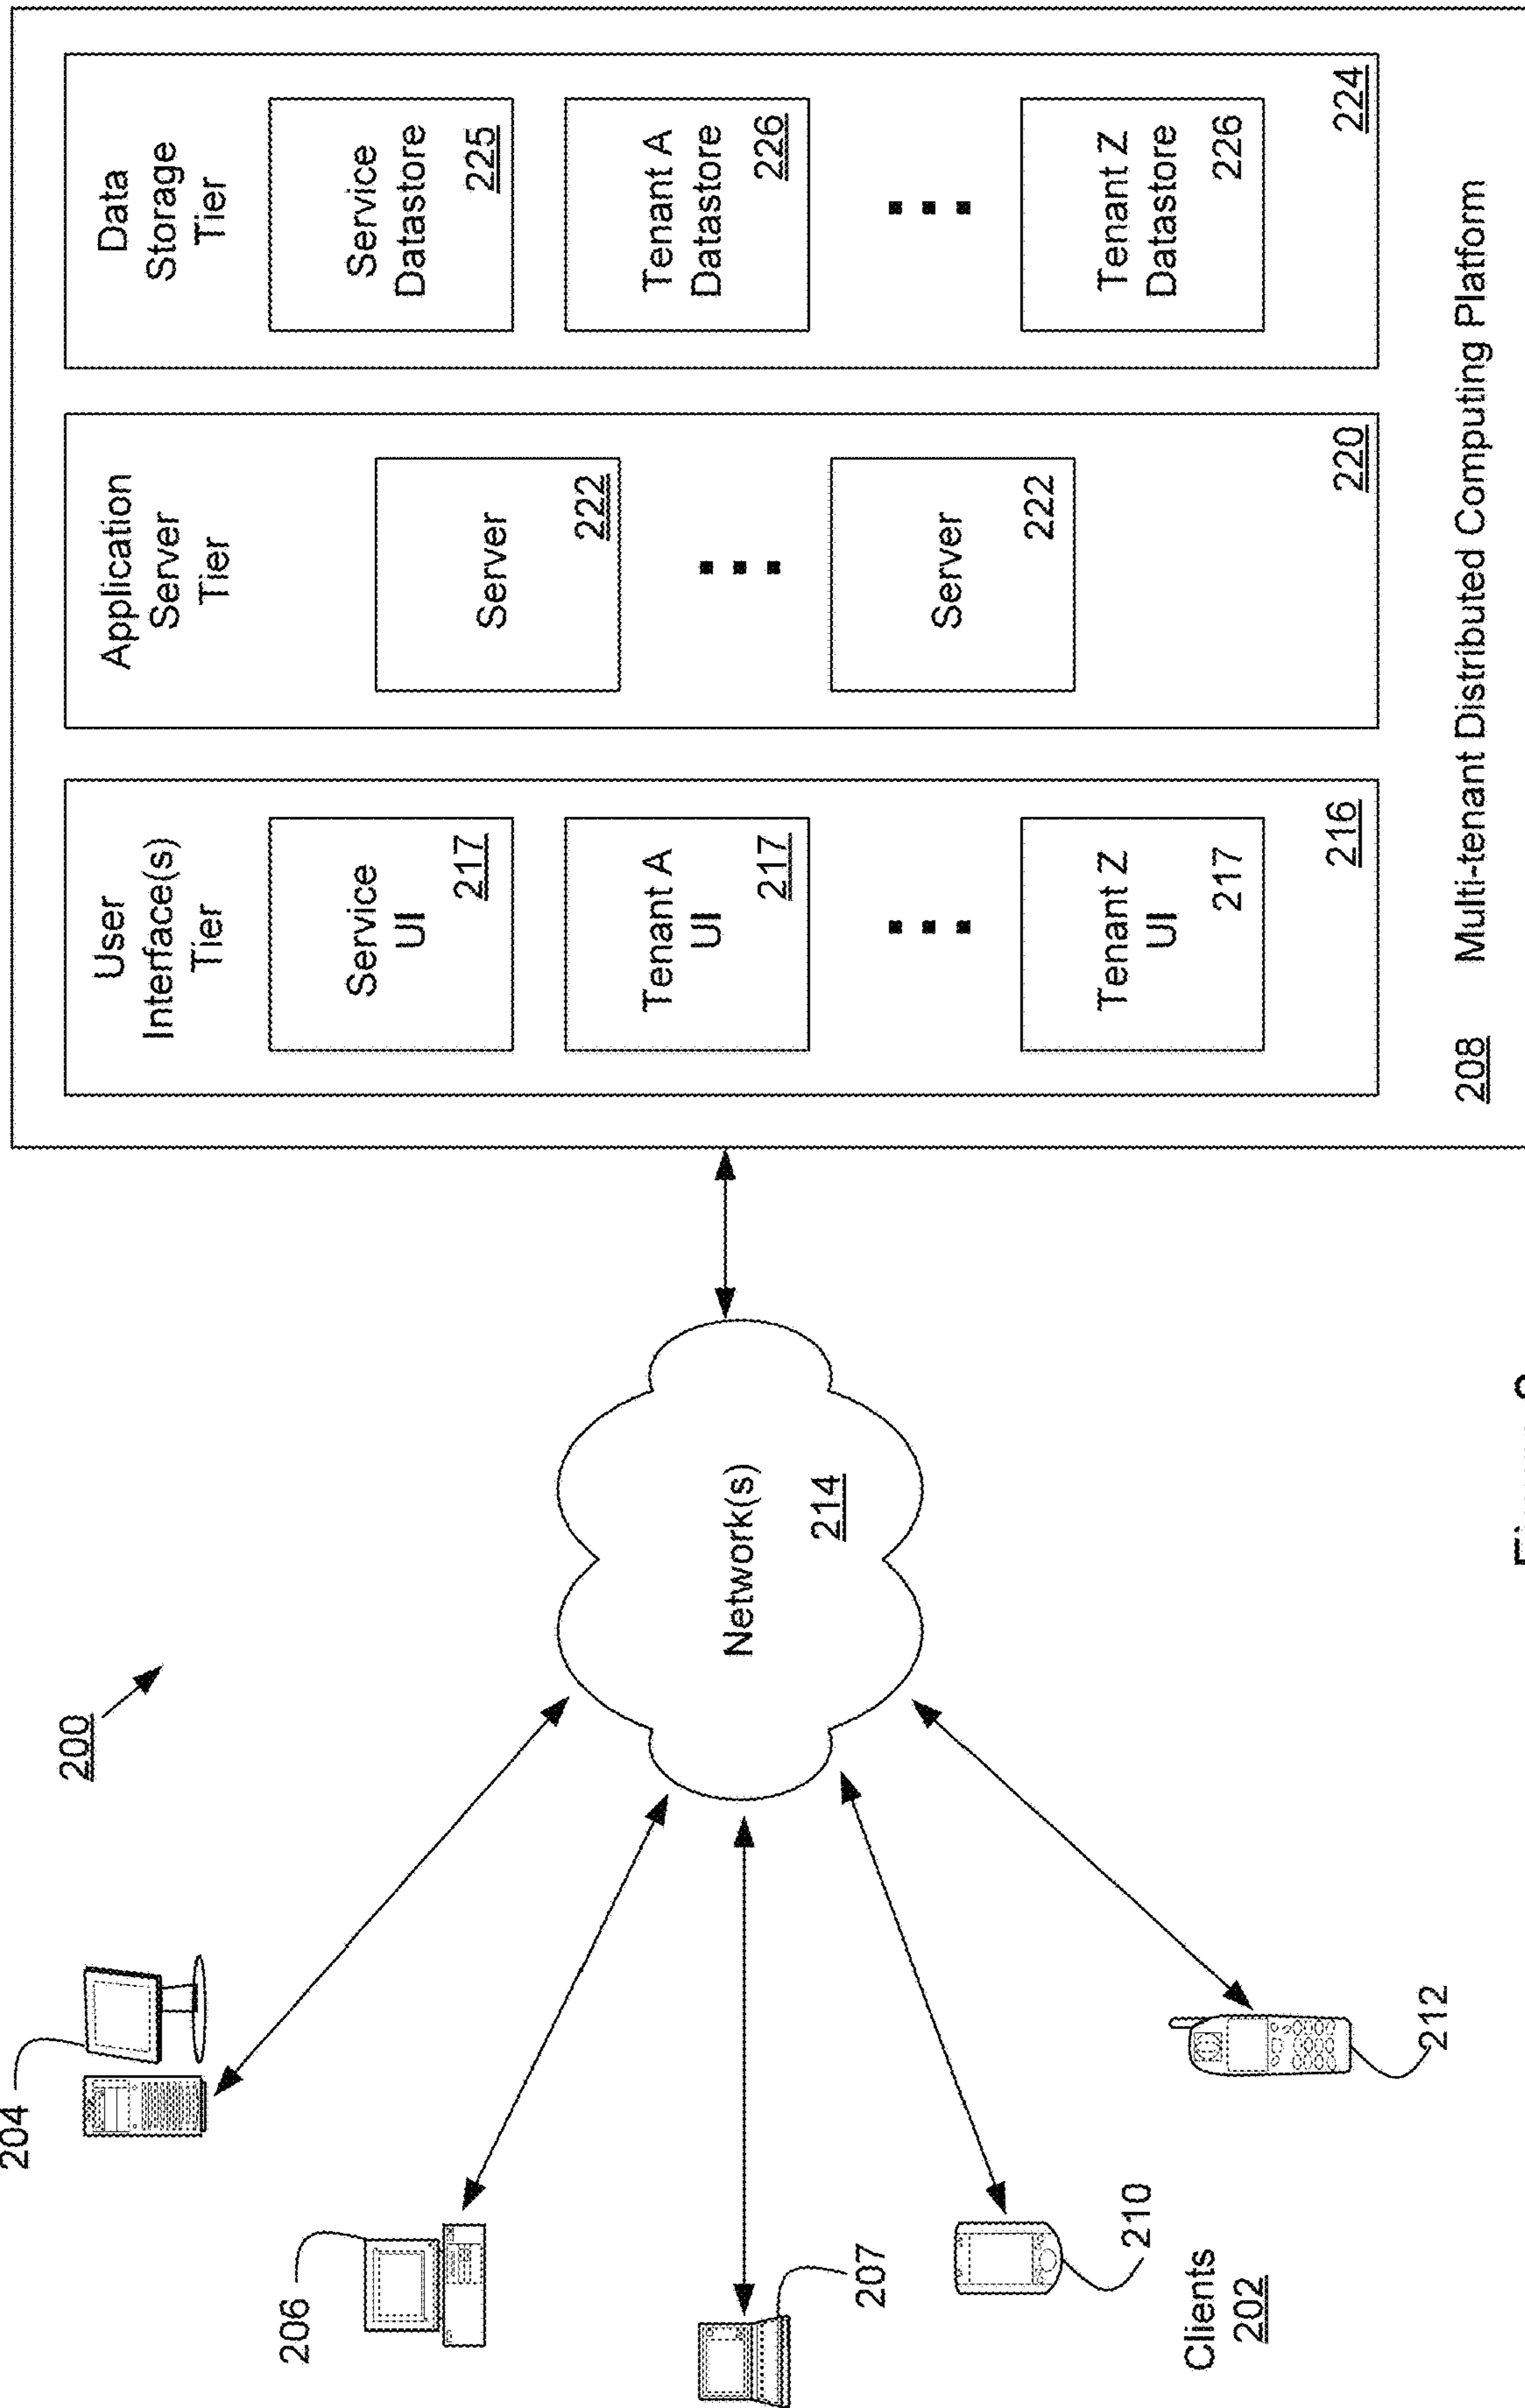 200
204
206
207
210
212
Clients
202
Network(s)
214
User
Interface(s)
Tier
Service
UI
217
Tenant A
UI
217
Tenant Z
UI
217
216
Application
Server
Tier
Server
222
Server
222
220
Data
Storage
Tier
Service
Datastore
225
Tenant A
Datastore
226
Tenant Z
Datastore
226
224
208 Multi-tenant Distributed Computing Platform